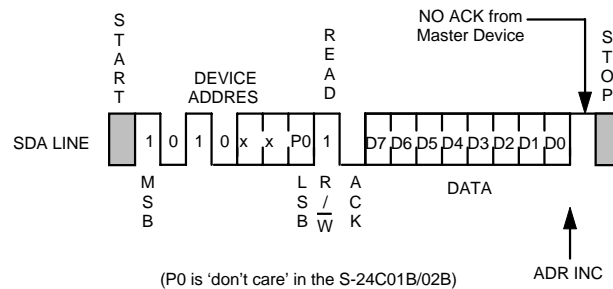 START
DEVICE
ADDRES
READ
NO ACK from
Master Device
STOP
SDA LINE
1 0 1 0 x x P0 1 D7 D6 D5 D4 D3 D2 D1 D0
MSB
LSB
R/W
ACK
DATA
ADR INC
(P0 is ‘don’t care’ in the S-24C01B/02B)